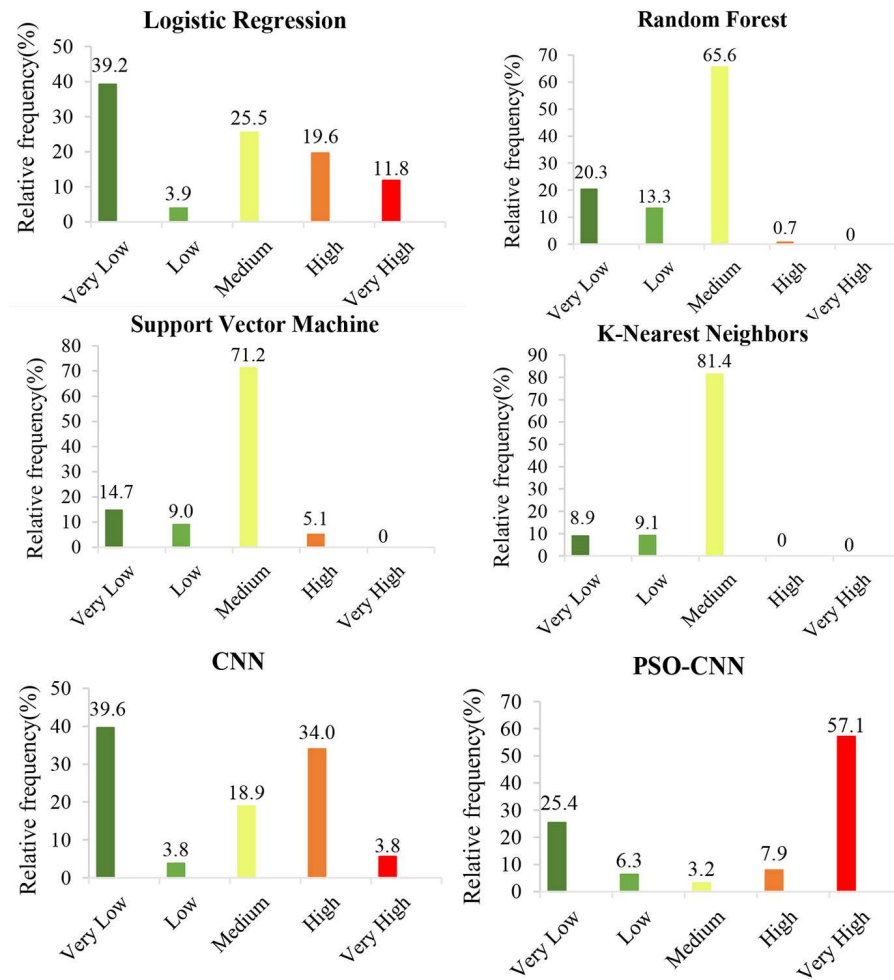 Logistic Regression
Relative frequency(%)
50
40
30
20
10
0
39.2
3.9
25.5
19.6
11.8
Very Low
Low
Medium
High
Very High
Random Forest
Relative frequency(%)
70
60
50
40
30
20
10
0
20.3
13.3
65.6
0.7
0
Very Low
Low
Medium
High
Very High
Support Vector Machine
Relative frequency(%)
80
70
60
50
40
30
20
10
0
14.7
9.0
71.2
5.1
0
Very Low
Low
Medium
High
Very High
K-Nearest Neighbors
Relative frequency(%)
90
80
70
60
50
40
30
20
10
0
8.9
9.1
81.4
0
0
Very Low
Low
Medium
High
Very High
CNN
Relative frequency(%)
50
40
30
20
10
0
39.6
3.8
18.9
34.0
3.8
Very Low
Low
Medium
High
Very High
PSO-CNN
Relative frequency(%)
70
60
50
40
30
20
10
0
25.4
6.3
3.2
7.9
57.1
Very Low
Low
Medium
High
Very High